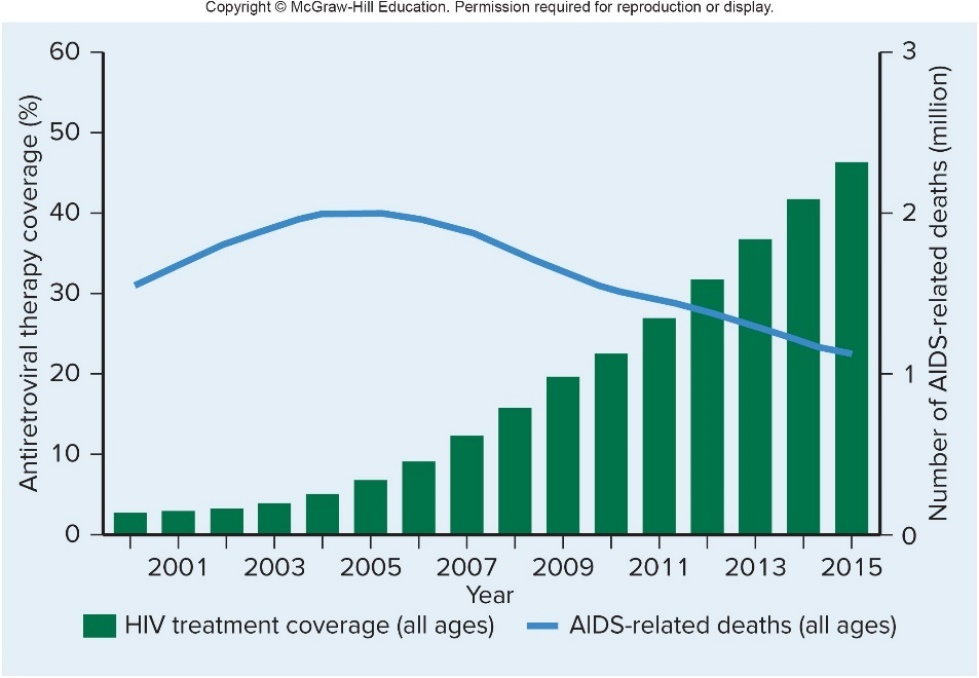 Copyright © McGraw-Hill Education. Permission required for reproduction or display.
Antiretroviral therapy coverage (%)
60
50
40
30
20
10
0
3
2
1
0
Number of AIDS-related deaths (million)
2001 2003 2005 2007 2009 2011 2013 2015
Year
HIV treatment coverage (all ages) AIDS-related deaths (all ages)